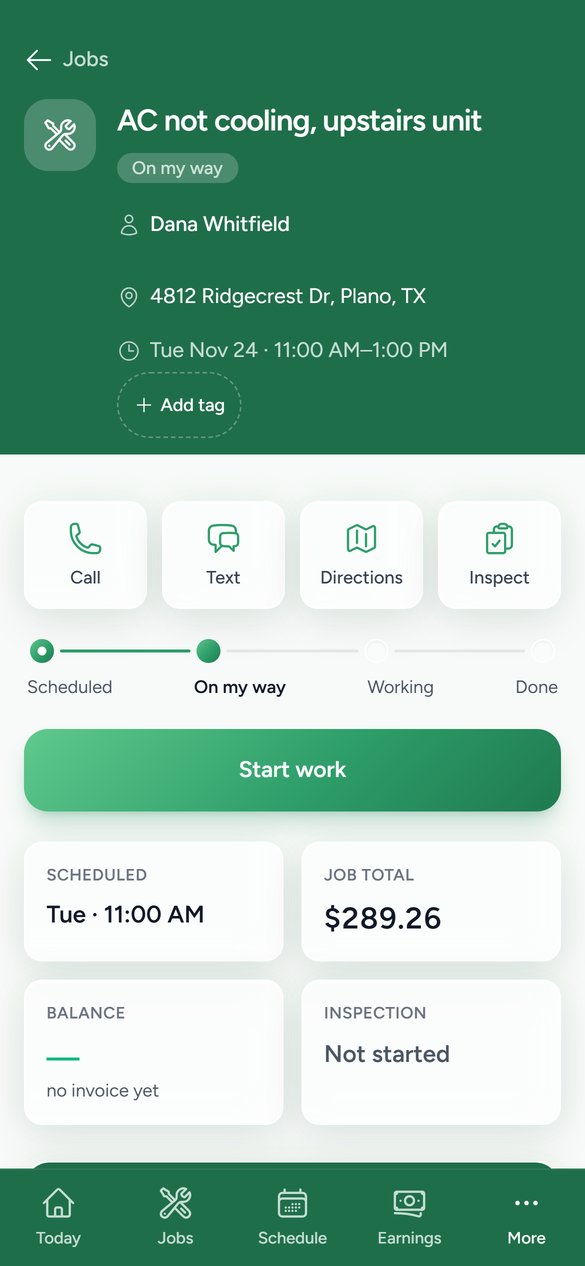 Jobs
AC not cooling, upstairs unit
On my way
Dana Whitfield
4812 Ridgecrest Dr, Plano, TX
Tue Nov 24 · 11:00 AM–1:00 PM
+ Add tag
Call
Text
Directions
Inspect
Scheduled
On my way
Working
Done
Start work
SCHEDULED
Tue · 11:00 AM
JOB TOTAL
$289.26
BALANCE
—
no invoice yet
INSPECTION
Not started
Today
Jobs
Schedule
Earnings
More